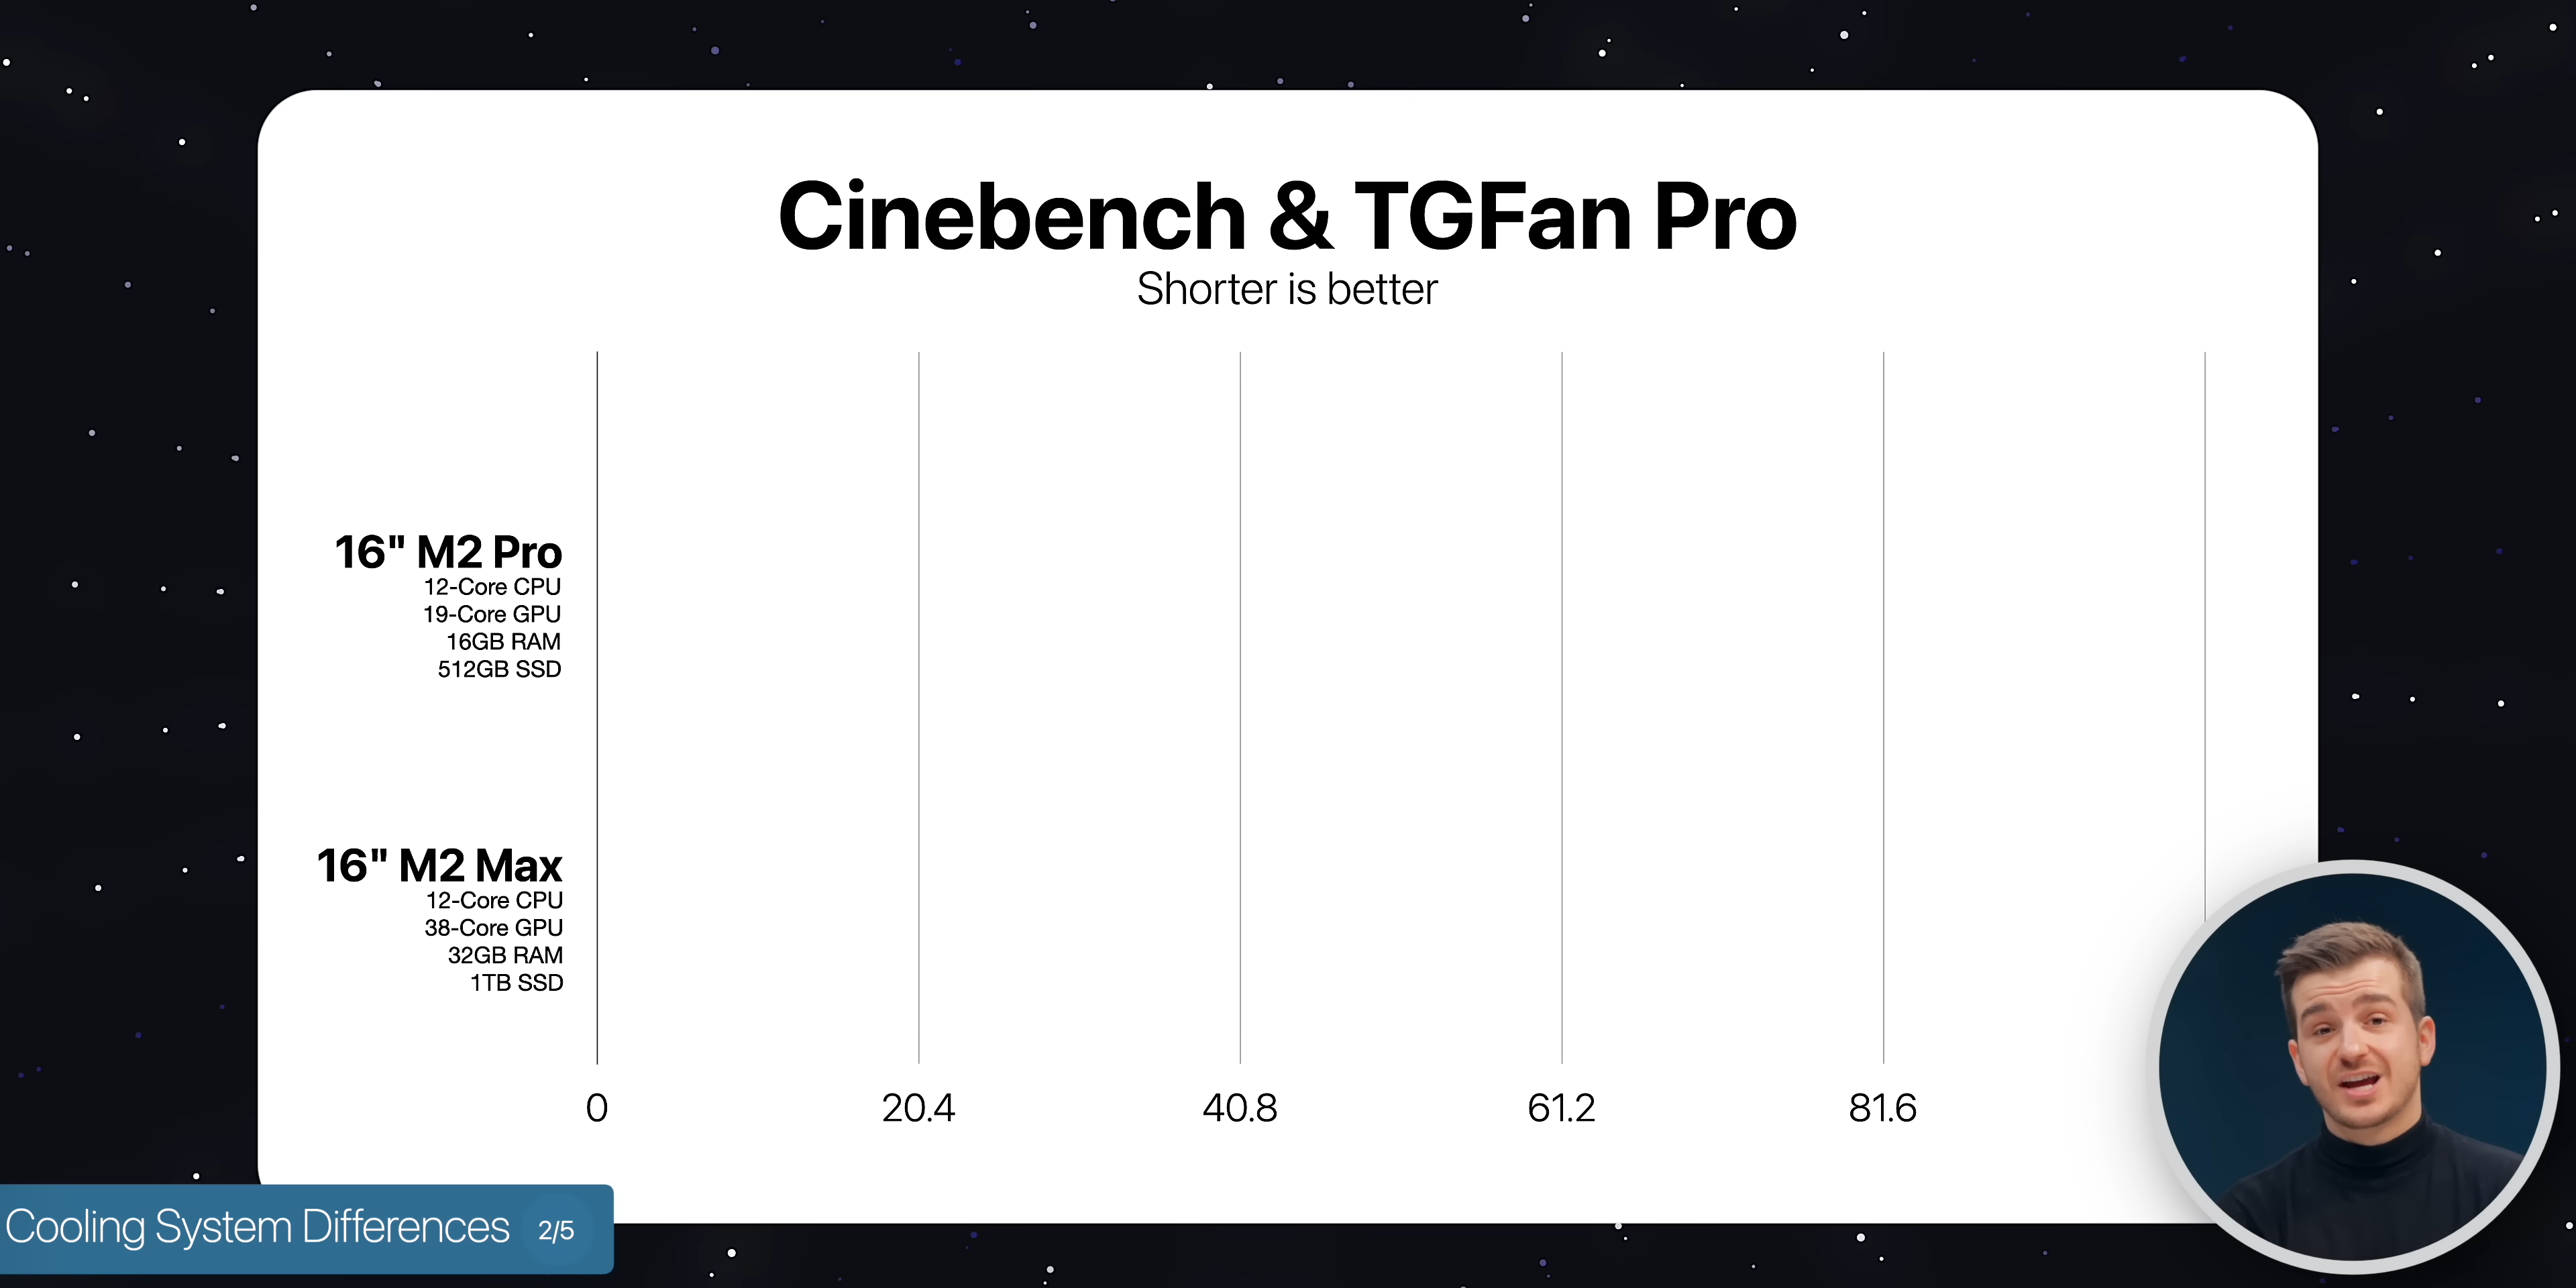 Cinebench & TGFan Pro
Shorter is better
16" M2 Pro
12-Core CPU
19-Core GPU
16GB RAM
512GB SSD
16" M2 Max
12-Core CPU
38-Core GPU
32GB RAM
1TB SSD
0 20.4 40.8 61.2 81.6
Cooling System Differences 2/5